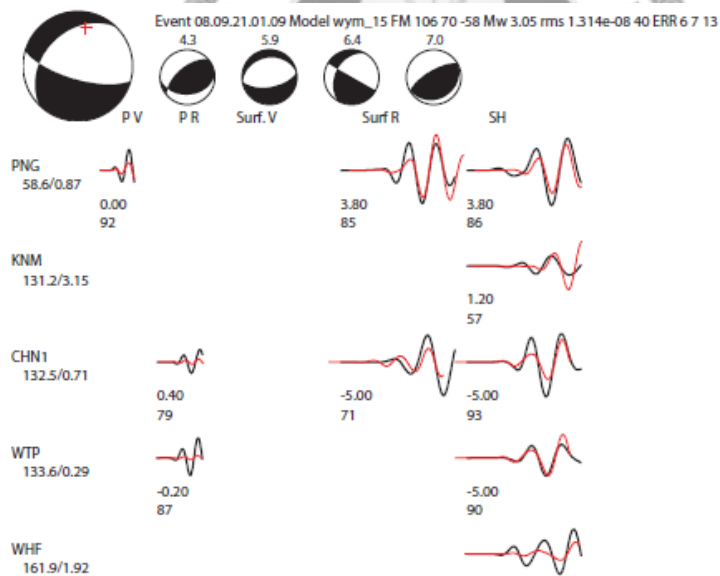 Event 08.09.21.01.09 Model wym_15 FM 106 70 -58 Mw 3.05 rms 1.314e-08 40 ERR 6 7 13
4.3 5.9 6.4 7.0
P V P R Surf. V Surf R SH
PNG
58.6/0.87
0.00 3.80 3.80
92 85 86
KNM
131.2/3.15
1.20
57
CHN1
132.5/0.71
0.40 -5.00 -5.00
79 71 93
WTP
133.6/0.29
-0.20 -5.00
87 90
WHF
161.9/1.92